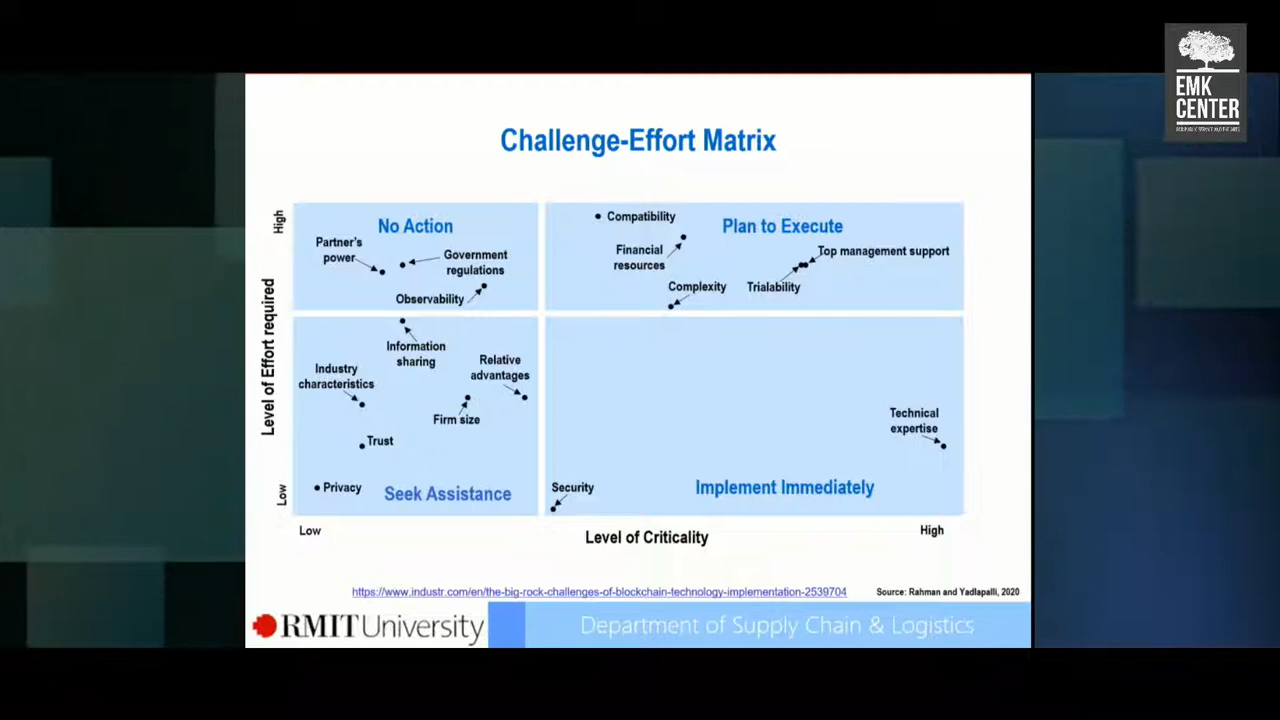 EMK
CENTER
Challenge-Effort Matrix
High
Level of Effort required
Low
No Action
Partner's
power
Government
regulations
Observability
Compatibility
Plan to Execute
Financial
resources
Top management support
Complexity
Trialability
Information
sharing
Industry
characteristics
Relative
advantages
Firm size
Trust
Privacy
Seek Assistance
Technical
expertise
Security
Implement Immediately
Low
Level of Criticality
High
https://www.industr.com/en/the-big-rock-challenges-of-blockchain-technology-implementation-2539704
Source: Rahman and Yadlapalli, 2020
RMIT University
Department of Supply Chain & Logistics